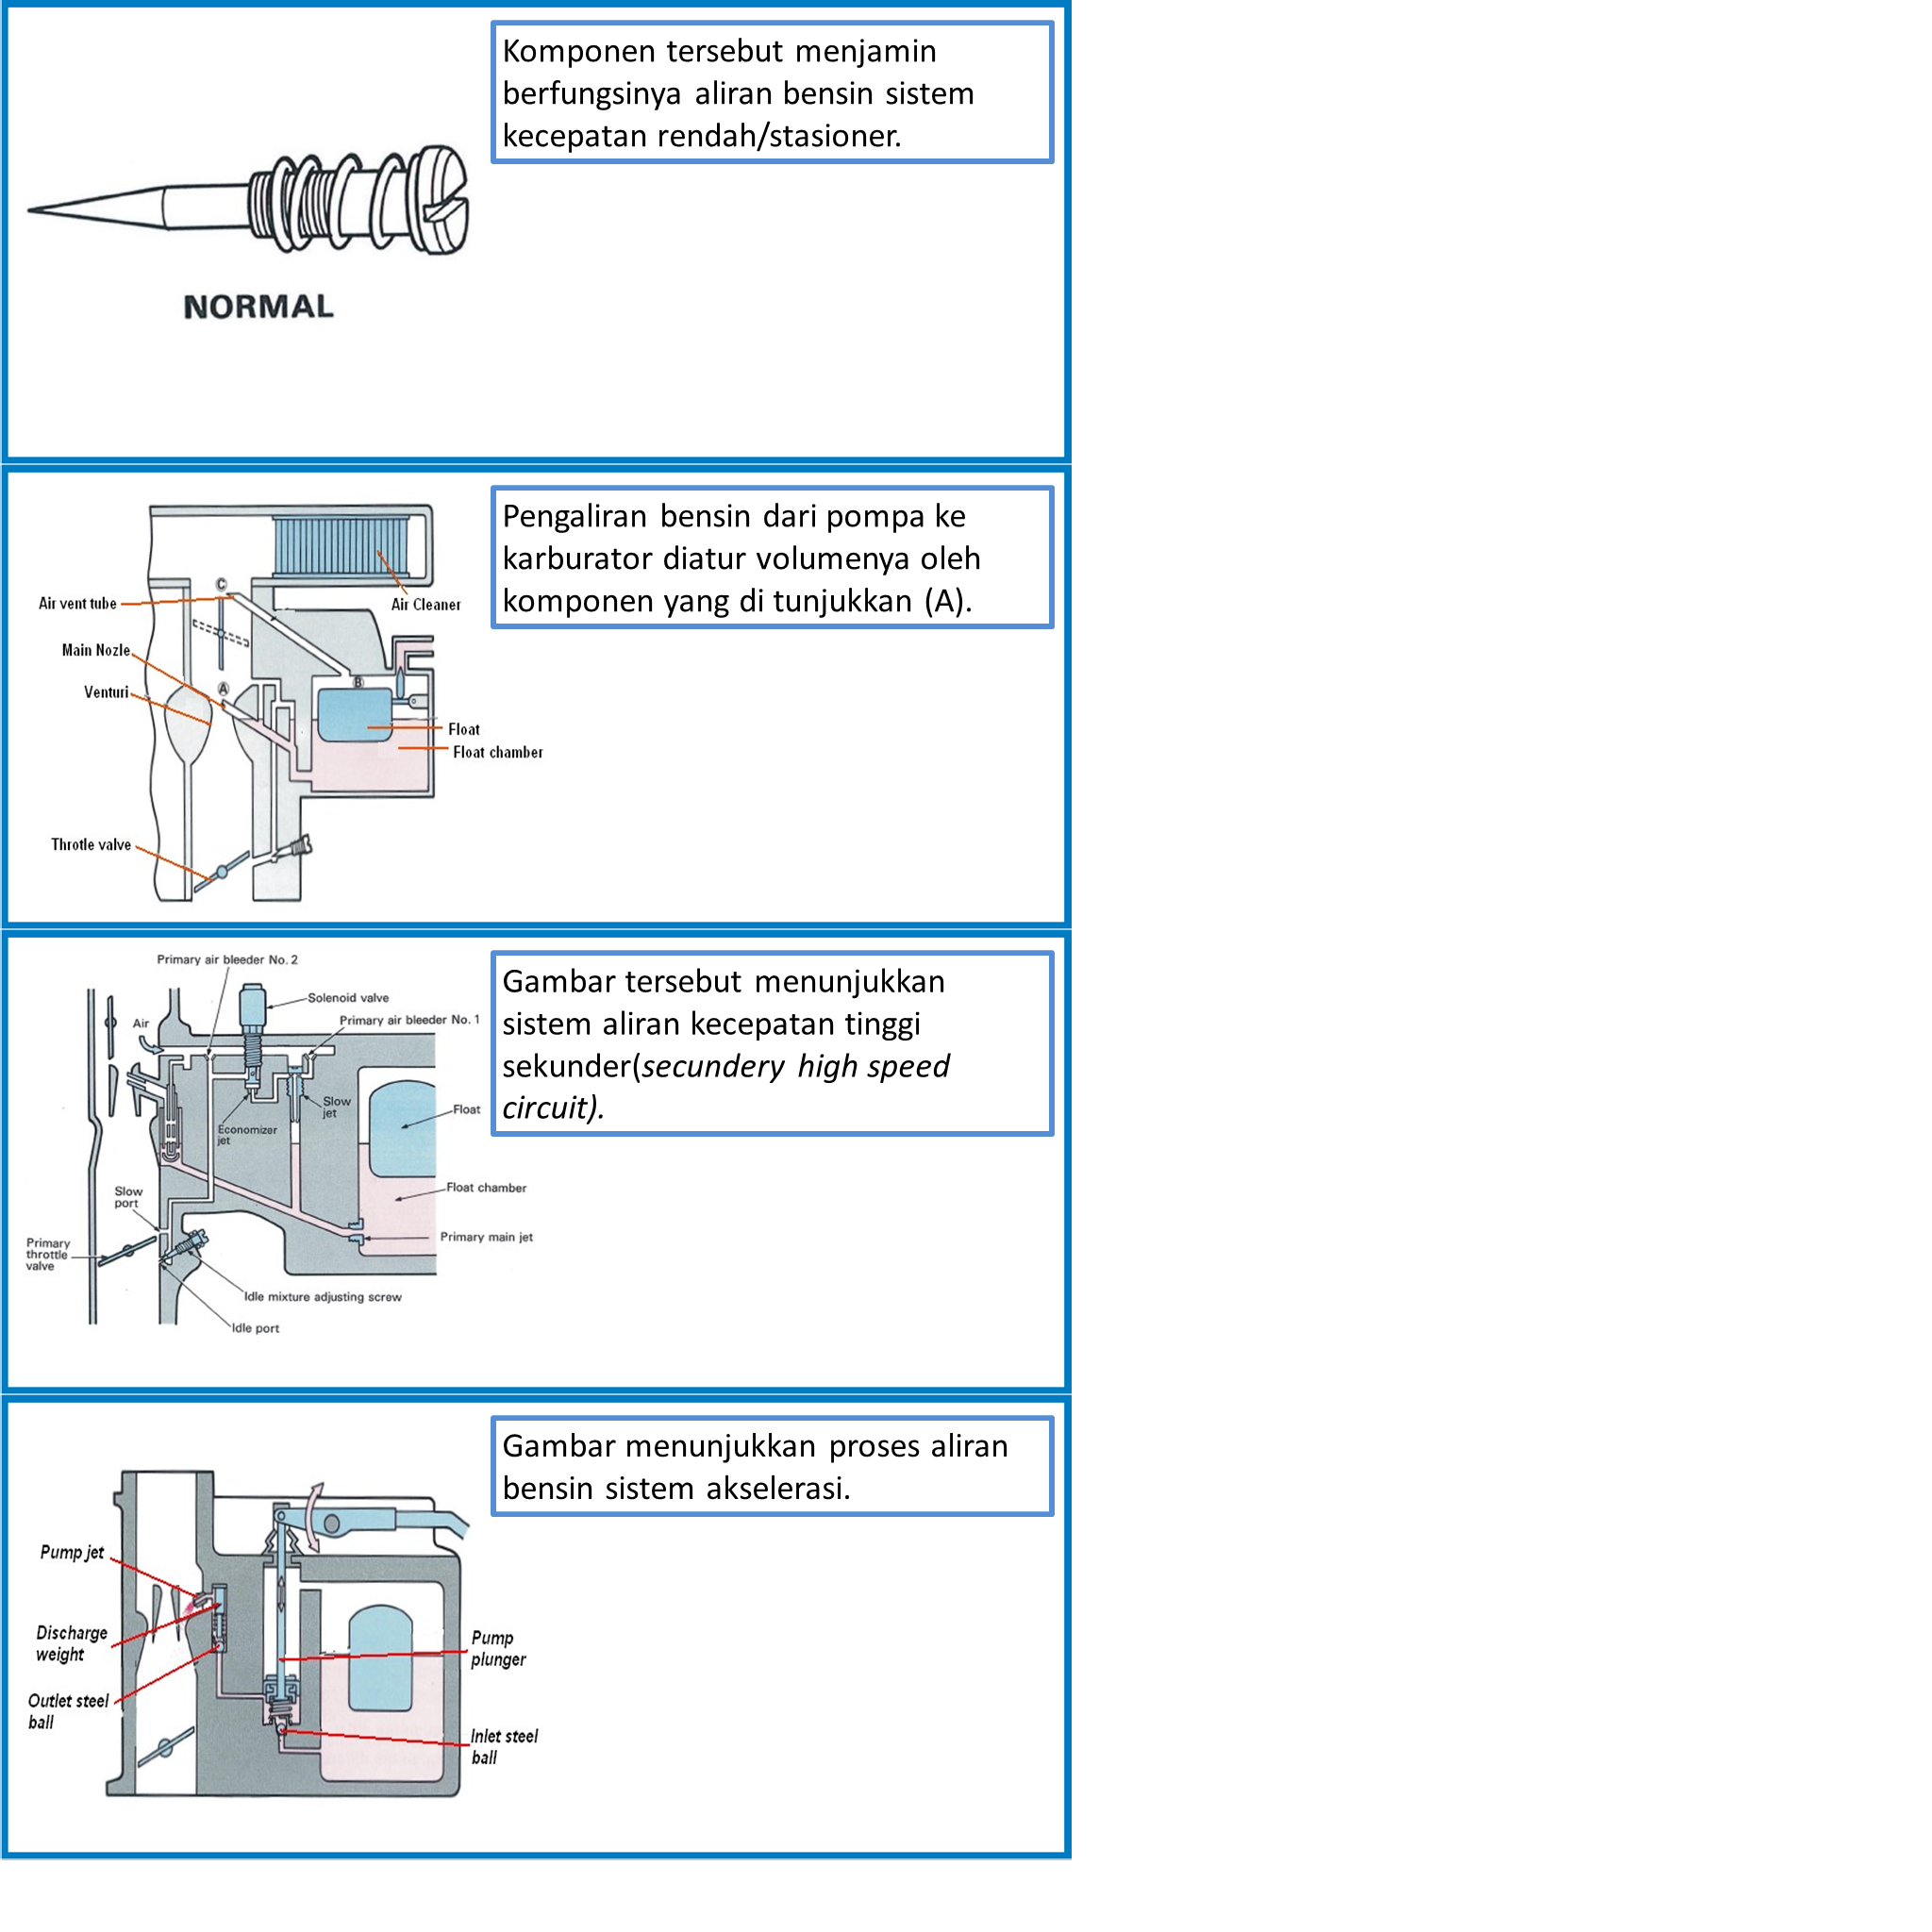 Komponen tersebut menjamin
berfungsinya aliran bensin sistem
kecepatan rendah/stasioner.
NORMAL
Pengaliran bensin dari pompa ke
karburator diatur volumenya oleh
komponen yang di tunjukkan (A).
C
Air vent tube
Air Cleaner
Main Nozle
A
B
Venturi
Float
Float chamber
Throtle valve
Primary air bleeder No. 2
Solenoid valve
Primary air bleeder No. 1
Air
Slow
jet
Economizer
jet
Float
Slow
port
Float chamber
Primary
throttle
valve
Primary main jet
Idle mixture adjusting screw
Idle port
Gambar tersebut menunjukkan
sistem aliran kecepatan tinggi
sekunder(secundery high speed
circuit).
Gambar menunjukkan proses aliran
bensin sistem akselerasi.
Pump jet
Discharge
weight
Outlet steel
ball
Pump
plunger
Inlet steel
ball